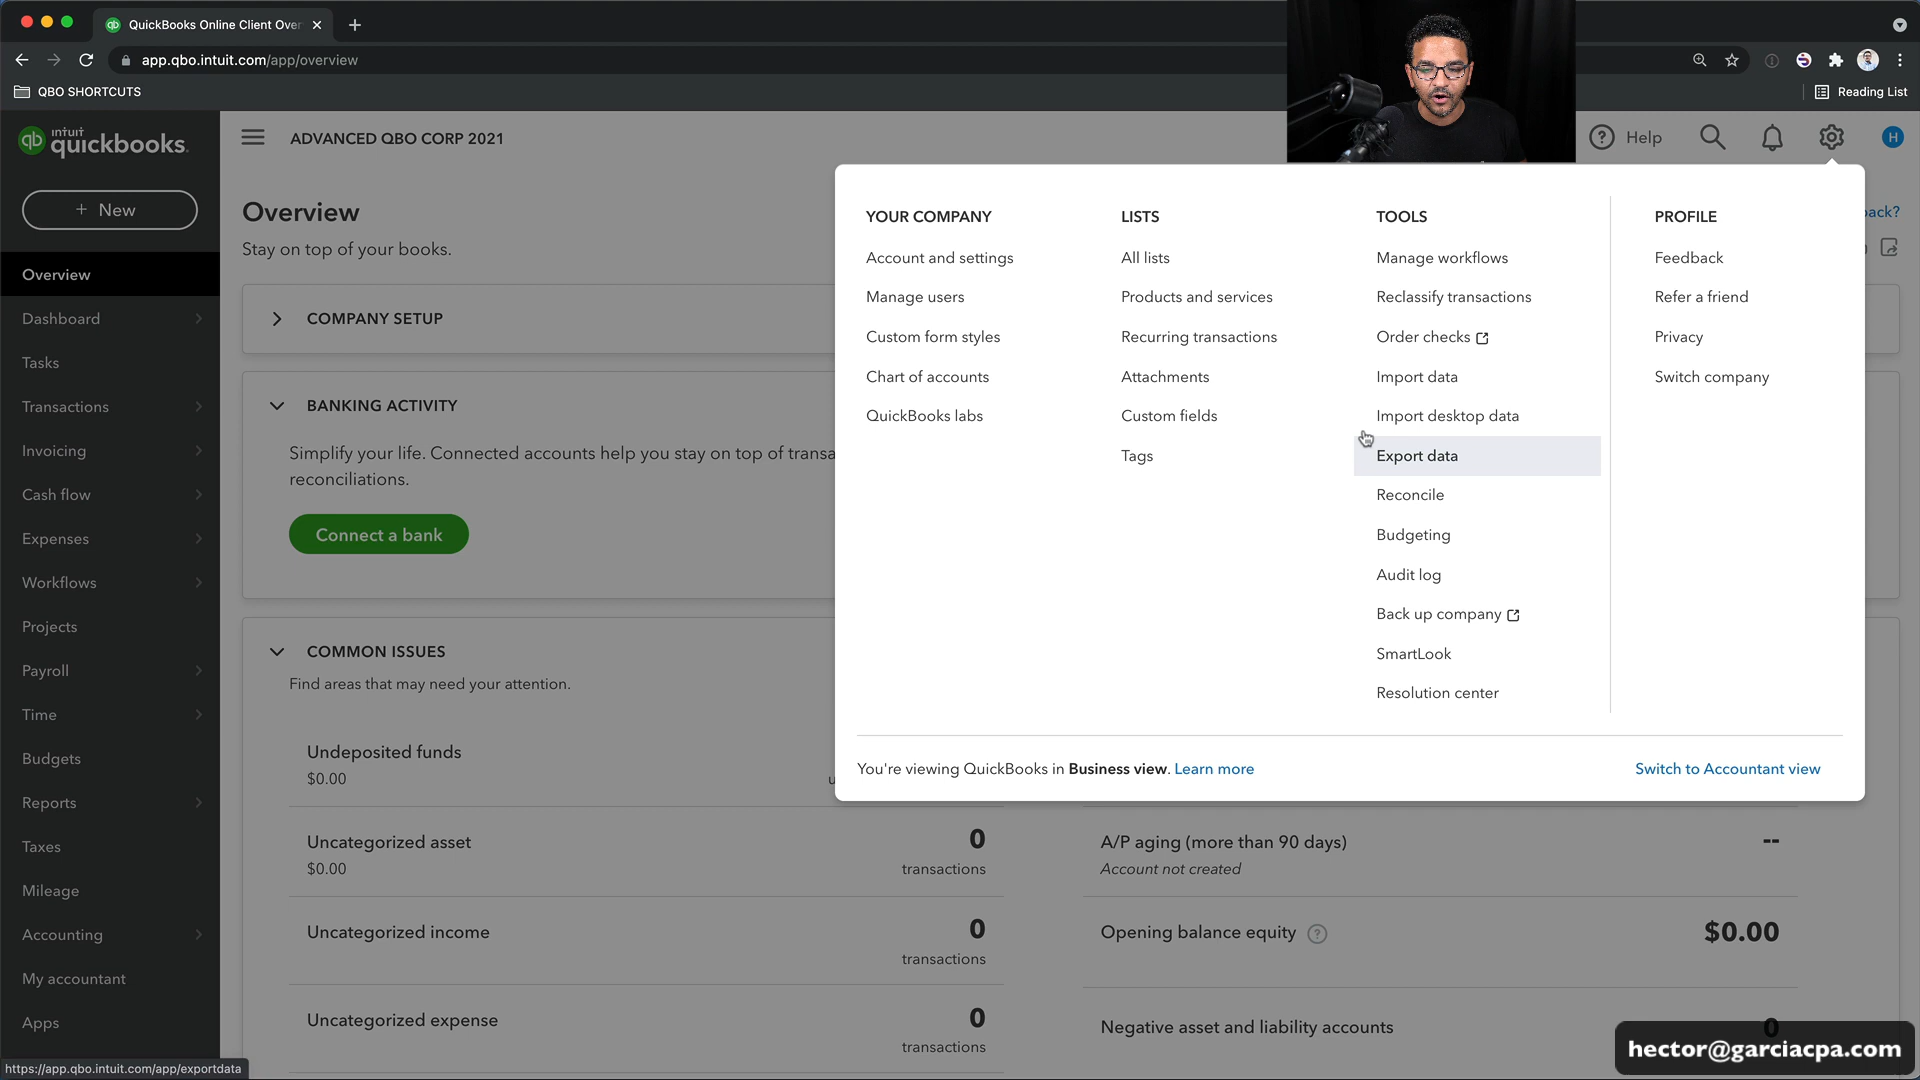 QuickBooks Online Client Over
app.qbo.intuit.com/app/overview
QBO SHORTCUTS
Reading List
intuit
quickbooks.
ADVANCED QBO CORP 2021
Help
H
+ New
Overview
Dashboard
Tasks
Transactions
Invoicing
Cash flow
Expenses
Workflows
Projects
Payroll
Time
Budgets
Reports
Taxes
Mileage
Accounting
My accountant
Apps
Overview
Stay on top of your books.
back?
COMPANY SETUP
BANKING ACTIVITY
Simplify your life. Connected accounts help you stay on top of transa
reconciliations.
Connect a bank
COMMON ISSUES
Find areas that may need your attention.
Undeposited funds
$0.00
Uncategorized asset
$0.00
0
transactions
Uncategorized income
0
transactions
Uncategorized expense
0
transactions
A/P aging (more than 90 days)
--
Account not created
Opening balance equity
$0.00
Negative asset and liability accounts
0
YOUR COMPANY
Account and settings
Manage users
Custom form styles
Chart of accounts
QuickBooks labs
LISTS
All lists
Products and services
Recurring transactions
Attachments
Custom fields
Tags
TOOLS
Manage workflows
Reclassify transactions
Order checks
Import data
Import desktop data
Export data
Reconcile
Budgeting
Audit log
Back up company
SmartLook
Resolution center
PROFILE
Feedback
Refer a friend
Privacy
Switch company
You're viewing QuickBooks in Business view. Learn more
Switch to Accountant view
https://app.qbo.intuit.com/app/exportdata
hector@garciacpa.com